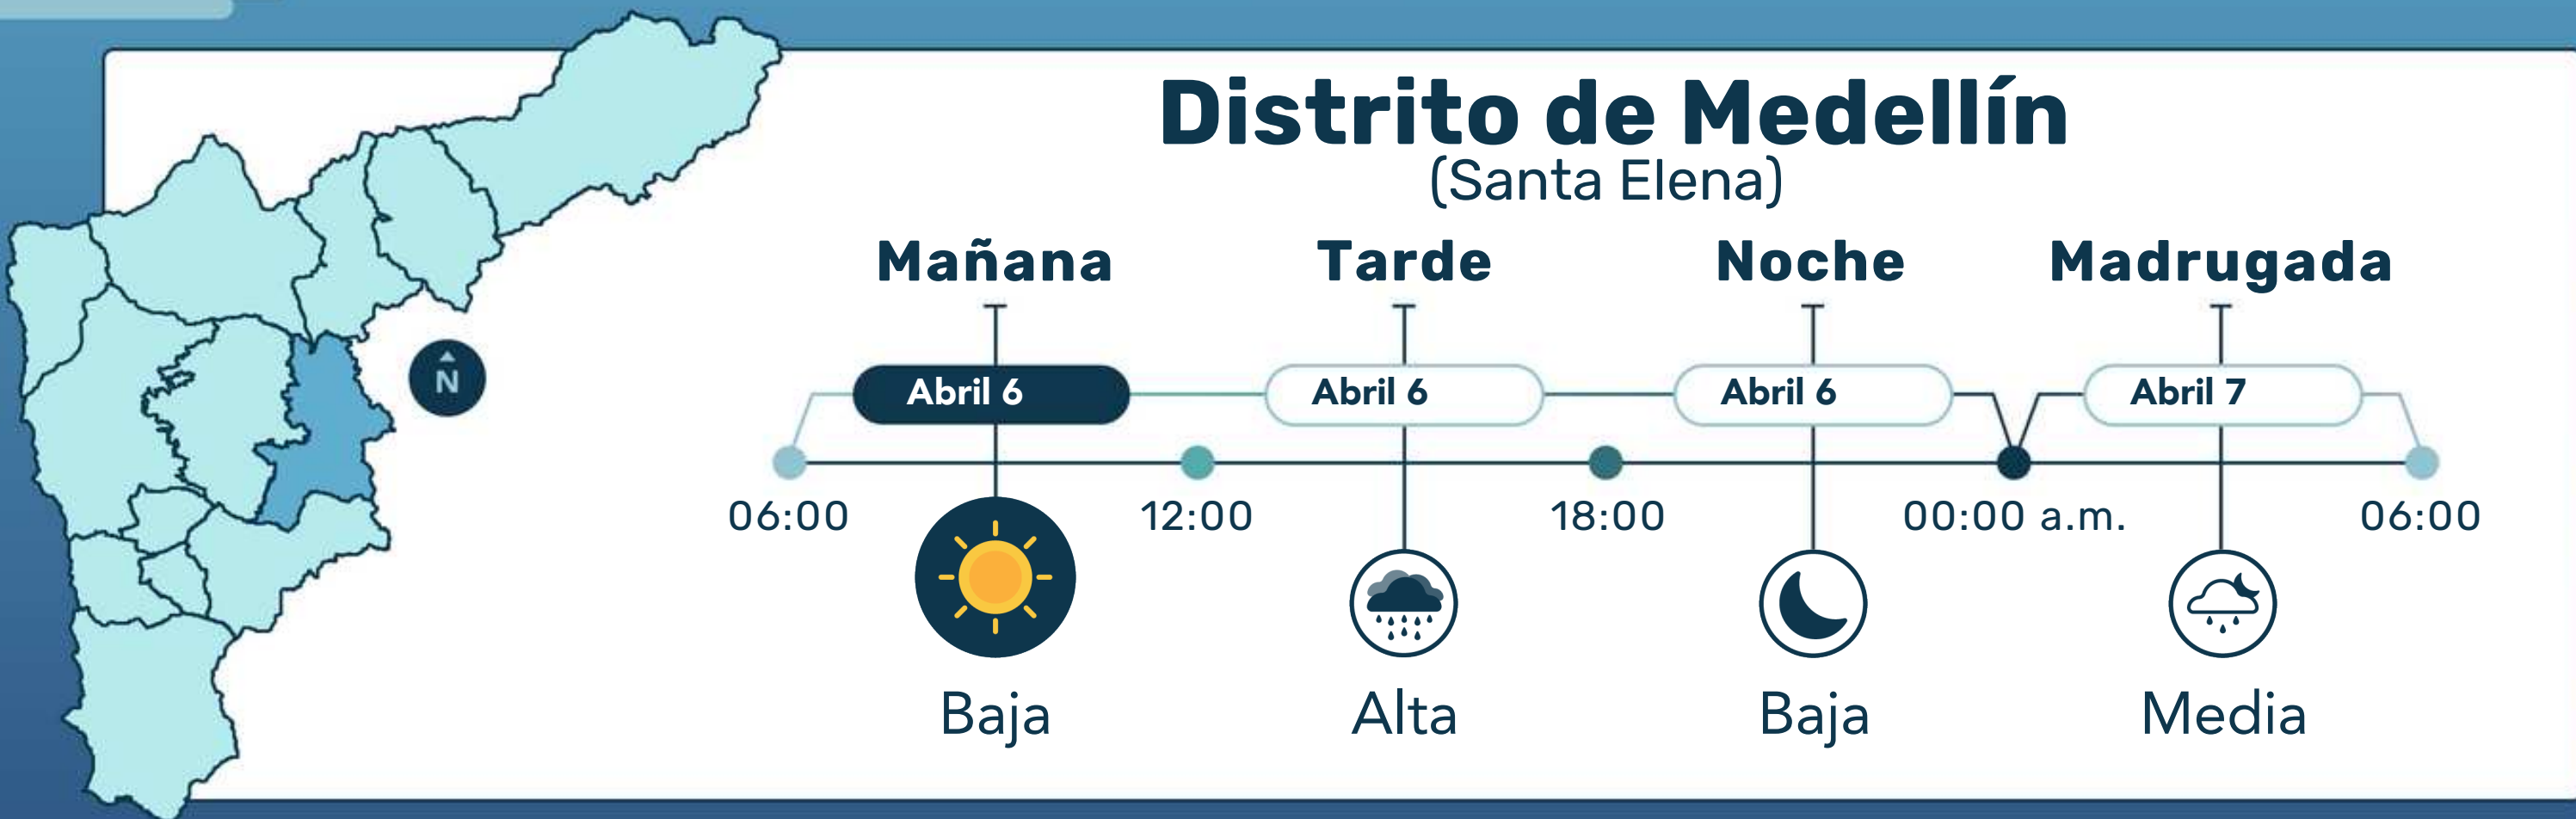 Distrito de Medellín
(Santa Elena)
Mañana Tarde Noche Madrugada
N
Abril 6 Abril 6 Abril 6 Abril 7
06:00 12:00 18:00 00:00 a.m. 06:00
Baja Alta Baja Media